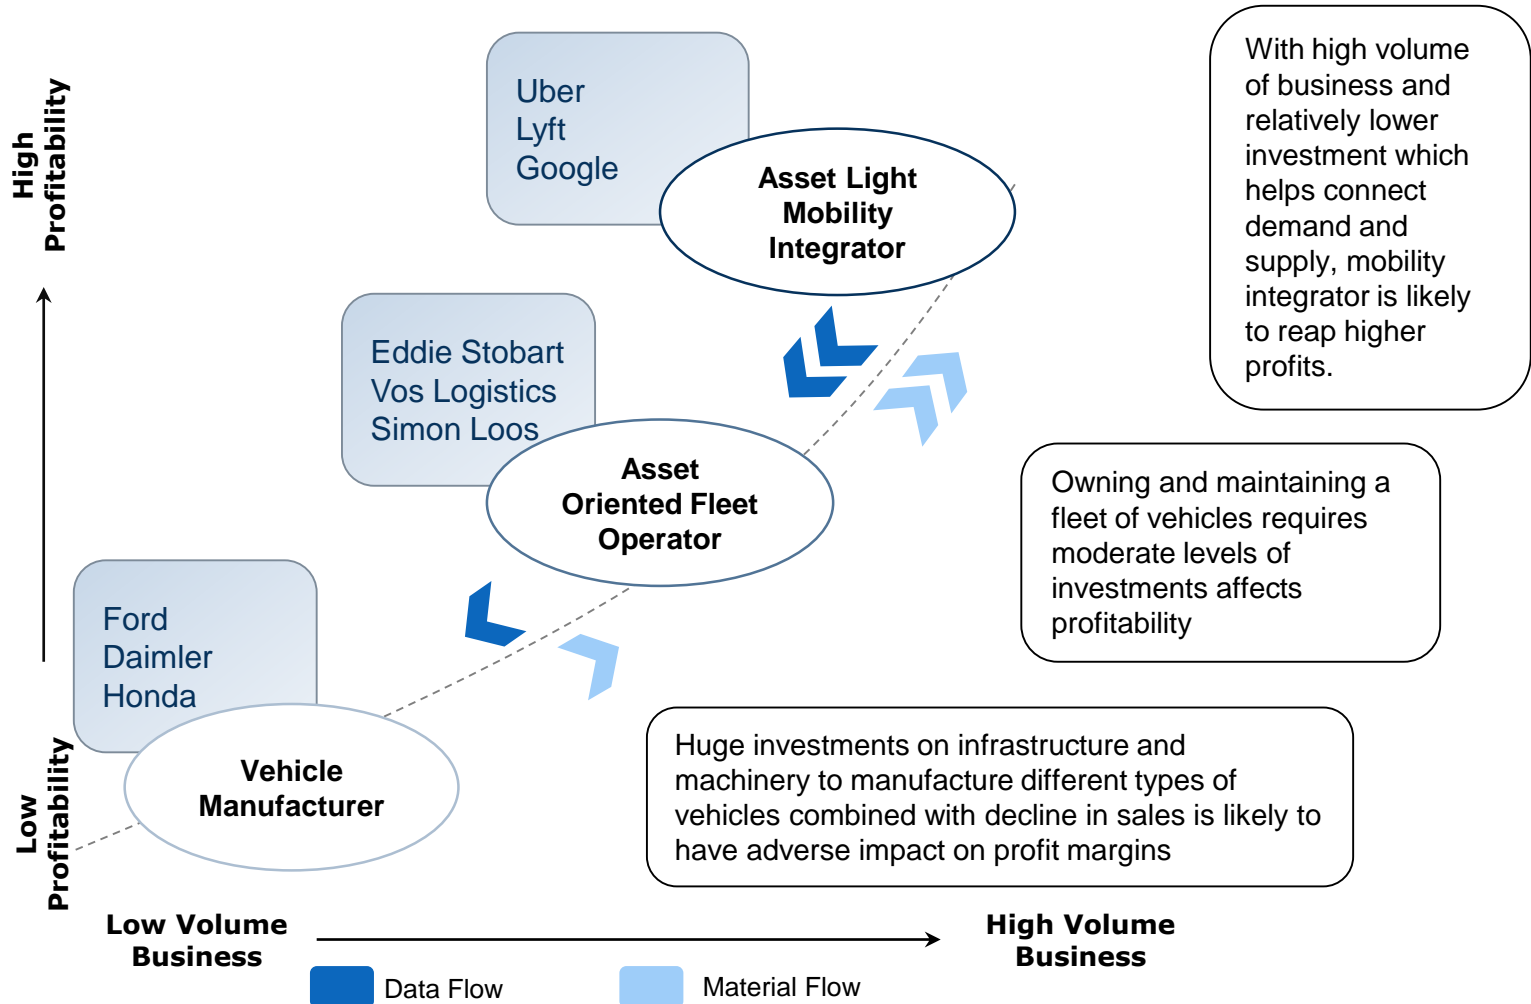 High
Profitability
Uber
Lyft
Google
Asset Light
Mobility
Integrator
With high volume
of business and
relatively lower
investment which
helps connect
demand and
supply, mobility
integrator is likely
to reap higher
profits.
Eddie Stobart
Vos Logistics
Simon Loos
Asset
Oriented Fleet
Operator
Owning and maintaining a
fleet of vehicles requires
moderate levels of
investments affects
profitability
Ford
Daimler
Honda
Vehicle
Manufacturer
Huge investments on infrastructure and
machinery to manufacture different types of
vehicles combined with decline in sales is likely to
have adverse impact on profit margins
Low
Profitability
Low Volume
Business
High Volume
Business
Data Flow
Material Flow